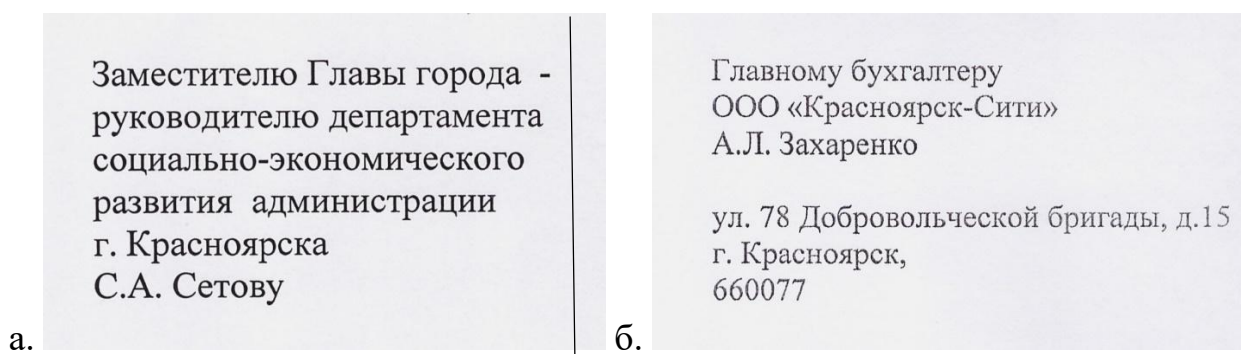 Заместителю Главы города -
руководителю департамента
социально-экономического
развития администрации
г. Красноярска
С.А. Сетову
а.
Главному бухгалтеру
ООО «Красноярск-Сити»
А.Л. Захаренко
ул. 78 Добровольческой бригады, д.15
г. Красноярск,
660077
б.